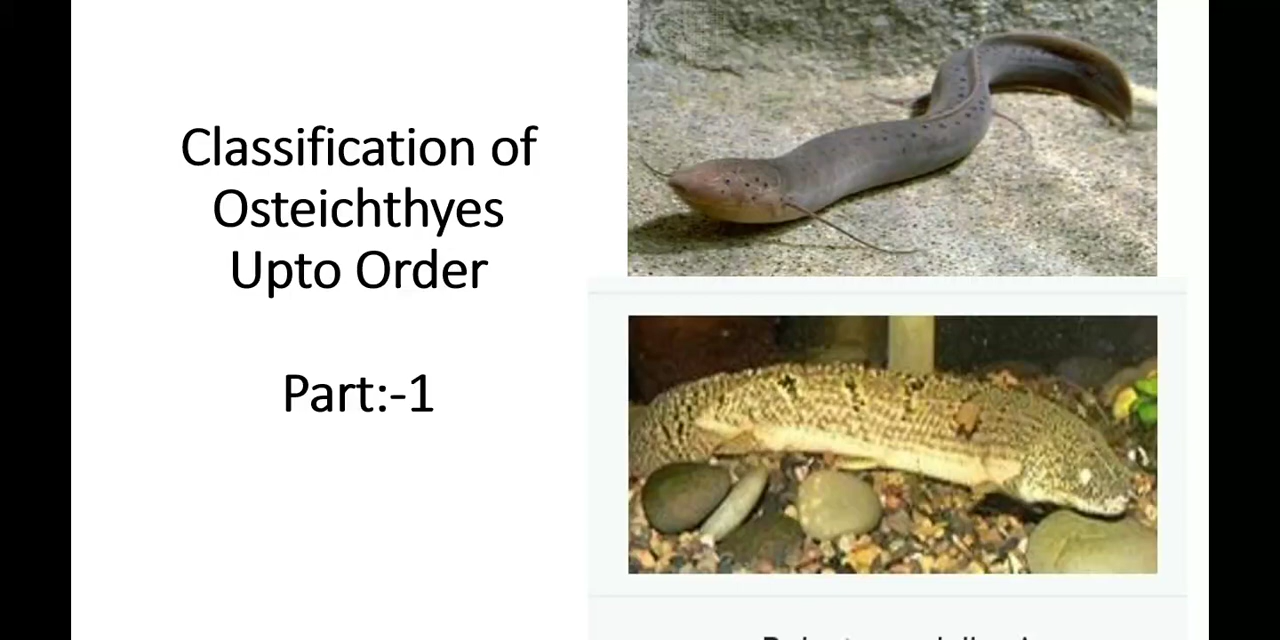 Classification of
Osteichthyes
Upto Order
Part:-1